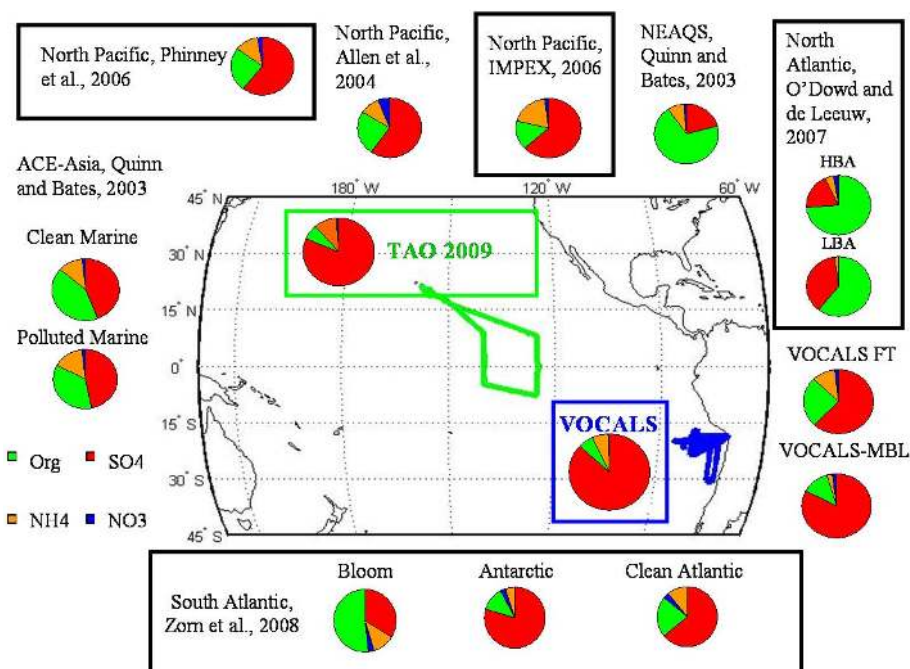 North Pacific, Phinney
et al., 2006
North Pacific,
Allen et al.,
2004
North Pacific,
IMPEX, 2006
NEAQS,
Quinn and
Bates, 2003
North
Atlantic,
O'Dowd and
de Leeuw,
2007
HBA
LBA
ACE-Asia, Quinn
and Bates, 2003
Clean Marine
Polluted Marine
Org
SO4
NH4
NO3
180° W
120° W
60° W
45° N
30° N
15° N
0°
15° S
30° S
45° S
TAO 2009
VOCALS
VOCALS FT
VOCALS-MBL
South Atlantic,
Zorn et al., 2008
Bloom
Antarctic
Clean Atlantic